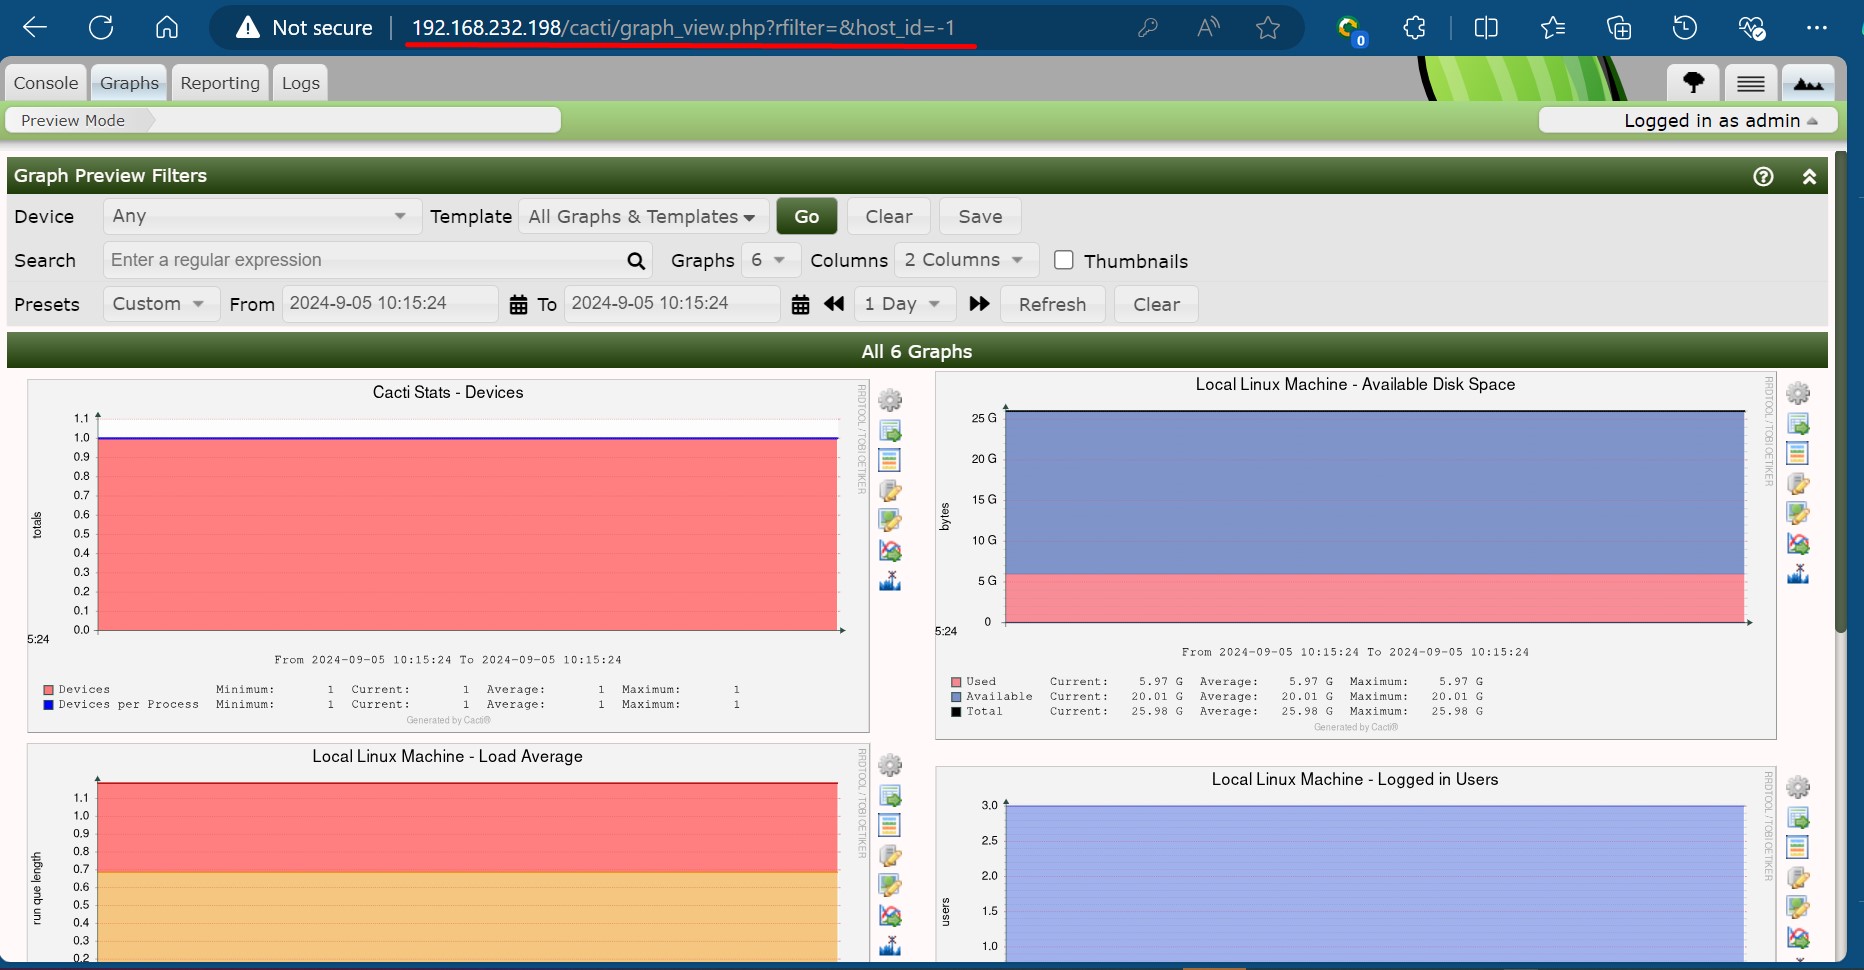 Not secure 192.168.232.198/cacti/graph_view.php?rfilter=&host_id=-1
0
Console Graphs Reporting Logs
Preview Mode
Logged in as admin
Graph Preview Filters
Device Any Template All Graphs & Templates Go Clear Save
Search Enter a regular expression Graphs 6 Columns 2 Columns Thumbnails
Presets Custom From 2024-9-05 10:15:24 To 2024-9-05 10:15:24 1 Day Refresh Clear
All 6 Graphs
Cacti Stats - Devices
RRDTOOL / TOBI OETIKER
totals
1.1
1.0
0.9
0.8
0.7
0.6
0.5
0.4
0.3
0.2
0.1
0.0
5:24
From 2024-09-05 10:15:24 To 2024-09-05 10:15:24
Devices Minimum: 1 Current: 1 Average: 1 Maximum: 1
Devices per Process Minimum: 1 Current: 1 Average: 1 Maximum: 1
Generated by Cacti®
Local Linux Machine - Available Disk Space
RRDTOOL / TOBI OETIKER
bytes
25 G
20 G
15 G
10 G
5 G
0
5:24
From 2024-09-05 10:15:24 To 2024-09-05 10:15:24
Used Current: 5.97 G Average: 5.97 G Maximum: 5.97 G
Available Current: 20.01 G Average: 20.01 G Maximum: 20.01 G
Total Current: 25.98 G Average: 25.98 G Maximum: 25.98 G
Generated by Cacti®
Local Linux Machine - Load Average
RRDTOOL / TOBI OETIKER
run que length
1.1
1.0
0.9
0.8
0.7
0.6
0.5
0.4
0.3
0.2
Local Linux Machine - Logged in Users
RRDTOOL / TOBI OETIKER
users
3.0
2.5
2.0
1.5
1.0